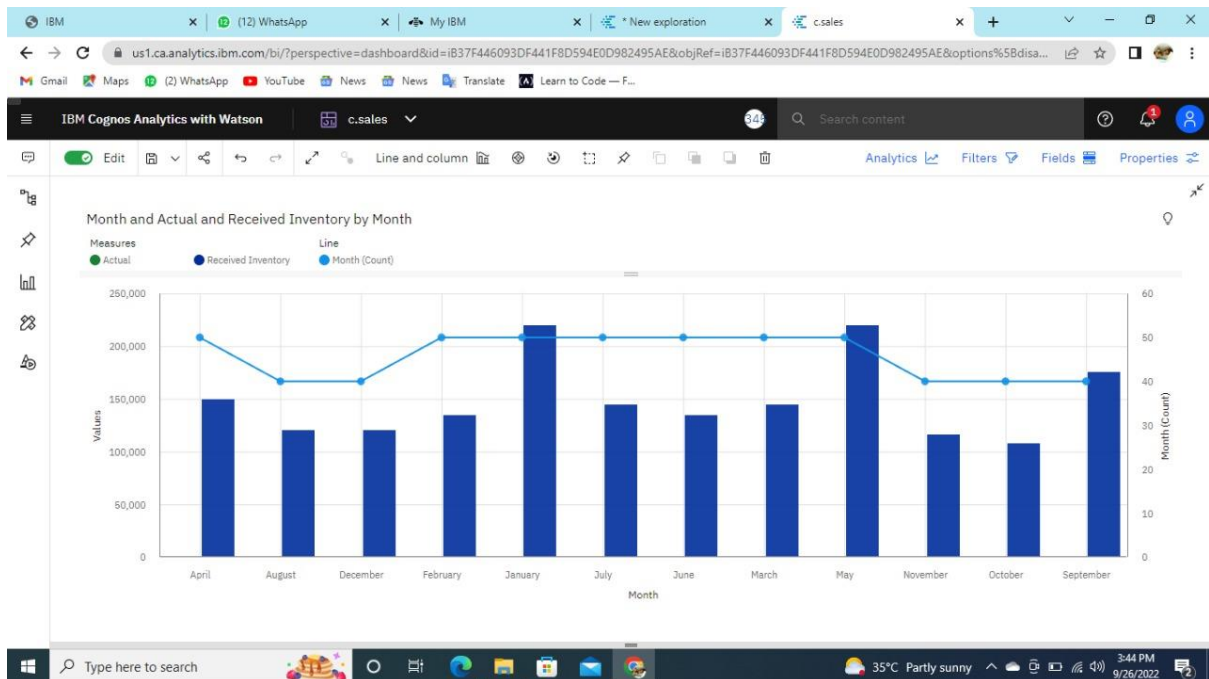 IBM
(12) WhatsApp
My IBM
* New exploration
c.sales
us1.ca.analytics.ibm.com/bi/?perspective=dashboard&id=iB37F446093DF441F8D594E0D982495AE&objRef=iB37F446093DF441F8D594E0D982495AE&options%5Bdisa...
Gmail Maps (2) WhatsApp YouTube News News Translate Learn to Code — F...
IBM Cognos Analytics with Watson c.sales Search content 1
Edit Line and column Analytics Filters Fields Properties
Month and Actual and Received Inventory by Month
Measures Line
Actual Received Inventory Month (Count)
250,000 60
200,000 50
150,000 40
100,000 30
50,000 20
0 10
0
Values
Month (Count)
April August December February January July June March May November October September
Month
Type here to search 35°C Partly sunny 3:44 PM
9/26/2022 2